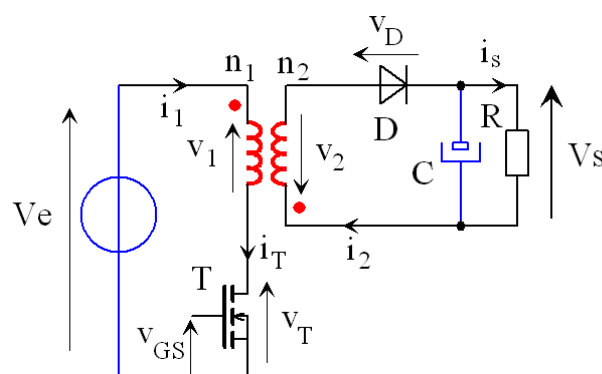 v_D
n_1 n_2 i_s
i_1
D R
v_1 v_2 Vs
C
Ve
i_T i_2
T
v_GS v_T